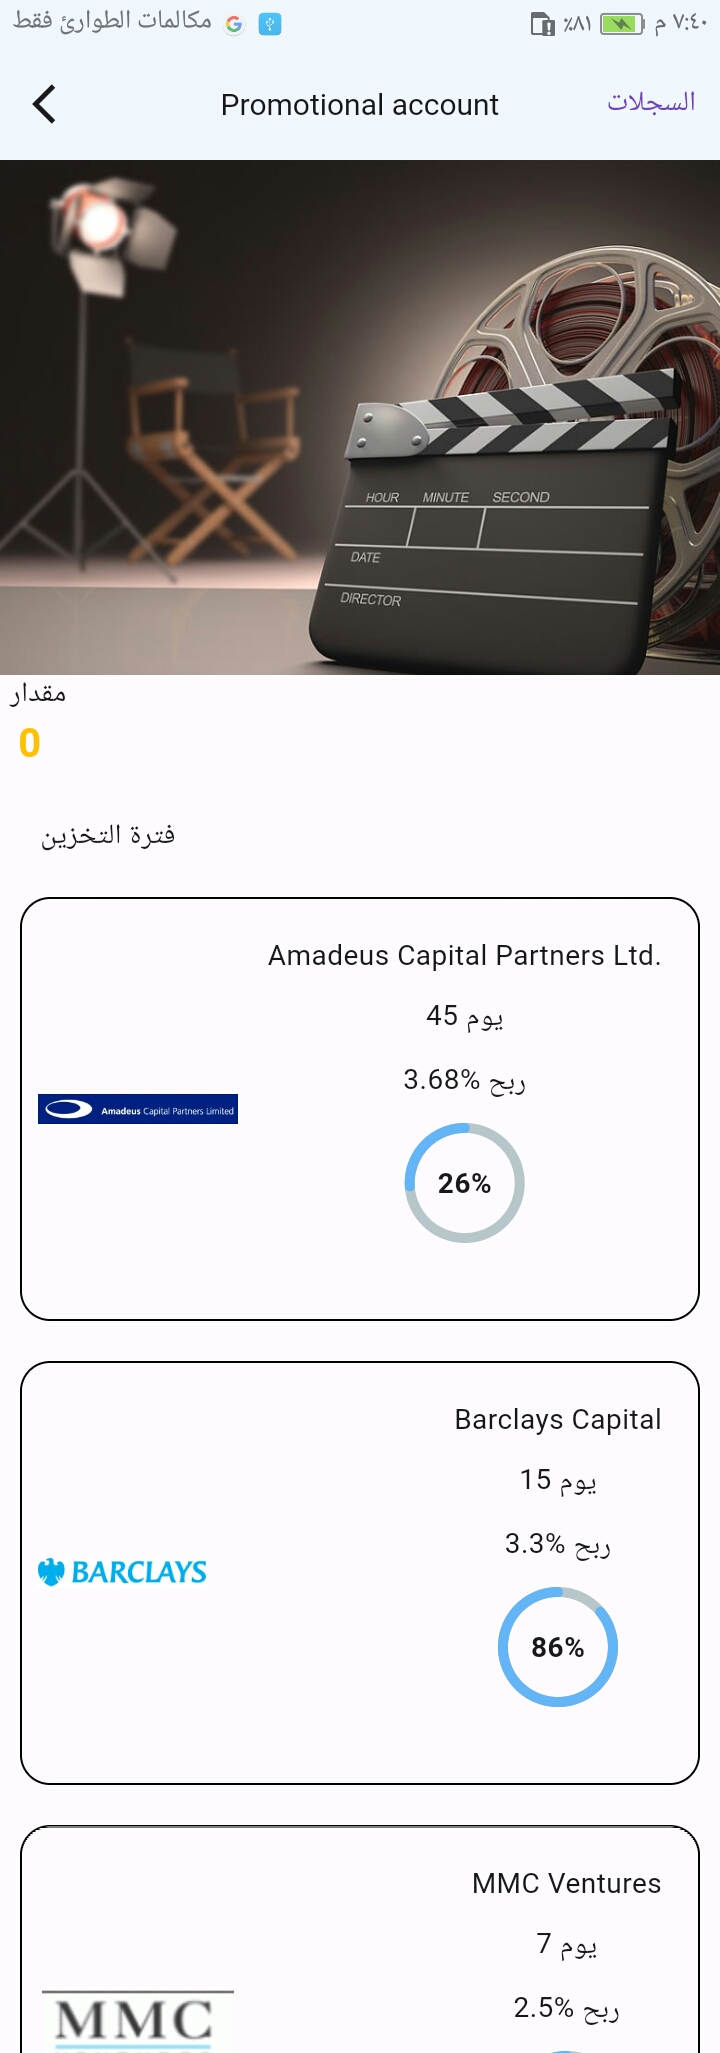 مكالمات الطوارئ فقط
٧:٤٠ م
٪٨١
Promotional account
السجلات
HOUR MINUTE SECOND
DATE
DIRECTOR
مقدار
0
فترة التخزين
Amadeus Capital Partners Ltd.
يوم 45
ربح 3.68%
Amadeus Capital Partners Limited
26%
Barclays Capital
يوم 15
ربح 3.3%
BARCLAYS
86%
MMC Ventures
يوم 7
ربح 2.5%
MMC